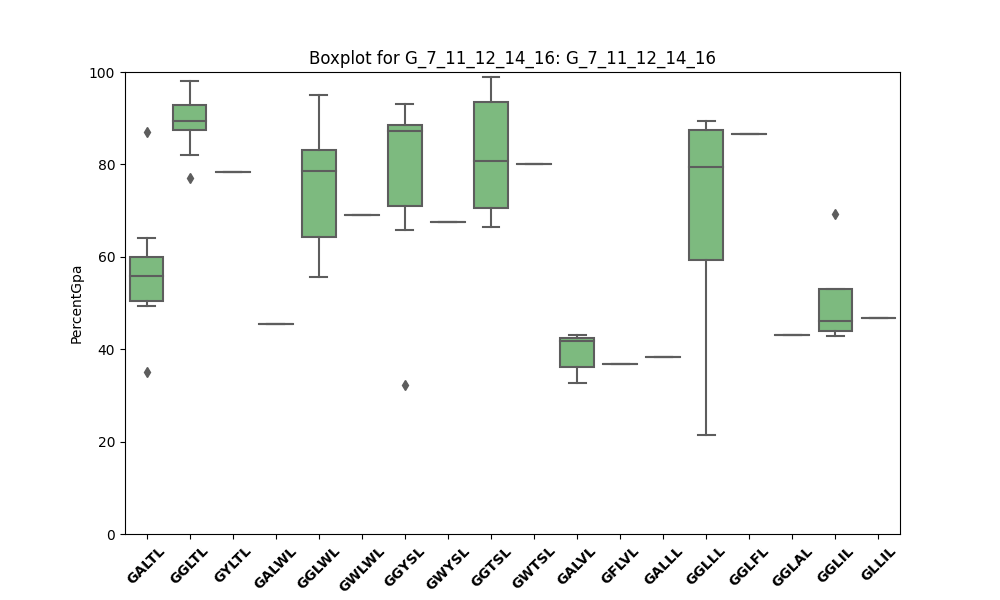 Boxplot for G_7_11_12_14_16: G_7_11_12_14_16
100
80
60
40
20
0
PercentGpa
GALTL GGLTL GYLTL GALWL GGLWL GWLWL GGYSL GWYSL GGTSL GWTSL GALVL GFLVL GALLL GGLLL GGLFL GGLAL GGLIL GLLIL